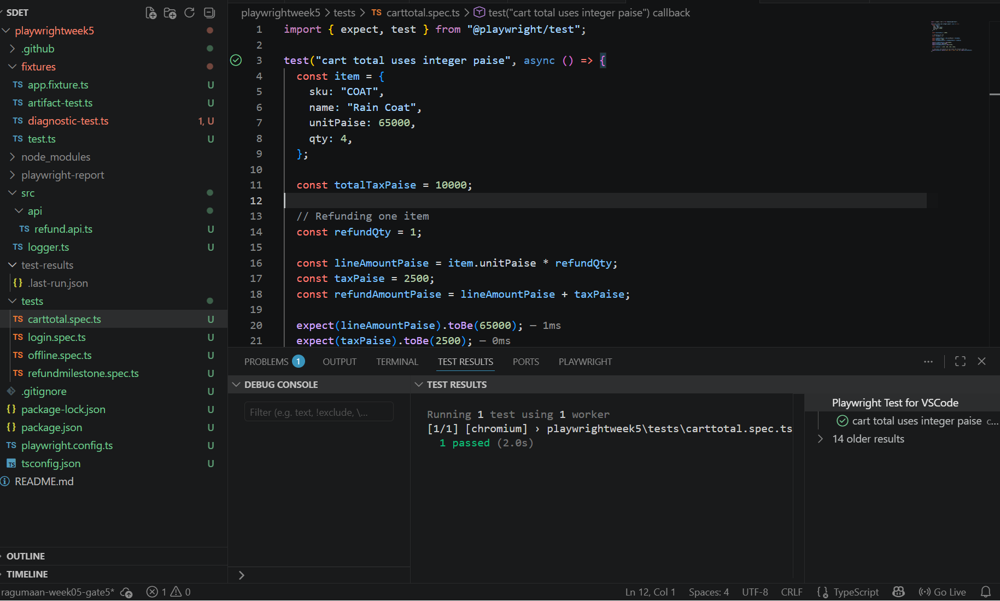 SDET
playwrightweek5
.github
fixtures
TS app.fixture.ts U
TS artifact-test.ts U
TS diagnostic-test.ts 1, U
TS test.ts U
node_modules
playwright-report
src
api
TS refund.api.ts U
TS logger.ts U
test-results
{} .last-run.json
tests
TS carttotal.spec.ts U
TS login.spec.ts U
TS offline.spec.ts U
TS refundmilestone.spec.ts U
.gitignore U
{} package-lock.json U
{} package.json U
TS playwright.config.ts U
TS tsconfig.json U
README.md
OUTLINE
TIMELINE
playwrightweek5 > tests > TS carttotal.spec.ts > test("cart total uses integer paise") callback
1 import { expect, test } from "@playwright/test";
2
3 test("cart total uses integer paise", async () => {
4 const item = {
5 sku: "COAT",
6 name: "Rain Coat",
7 unitPaise: 65000,
8 qty: 4,
9 };
10
11 const totalTaxPaise = 10000;
12
13 // Refunding one item
14 const refundQty = 1;
15
16 const lineAmountPaise = item.unitPaise * refundQty;
17 const taxPaise = 2500;
18 const refundAmountPaise = lineAmountPaise + taxPaise;
19
20 expect(lineAmountPaise).toBe(65000); — 1ms
21 expect(taxPaise).toBe(2500); — 0ms
PROBLEMS 1 OUTPUT TERMINAL TEST RESULTS PORTS PLAYWRIGHT
DEBUG CONSOLE
Filter (e.g. text, !exclude, \...
TEST RESULTS
Running 1 test using 1 worker
[1/1] [chromium] › playwrightweek5\tests\carttotal.spec.ts
1 passed (2.0s)
Playwright Test for VSCode
cart total uses integer paise c...
14 older results
ragumaan-week05-gate5* 1 0 Ln 12, Col 1 Spaces: 4 UTF-8 CRLF {} TypeScript Go Live